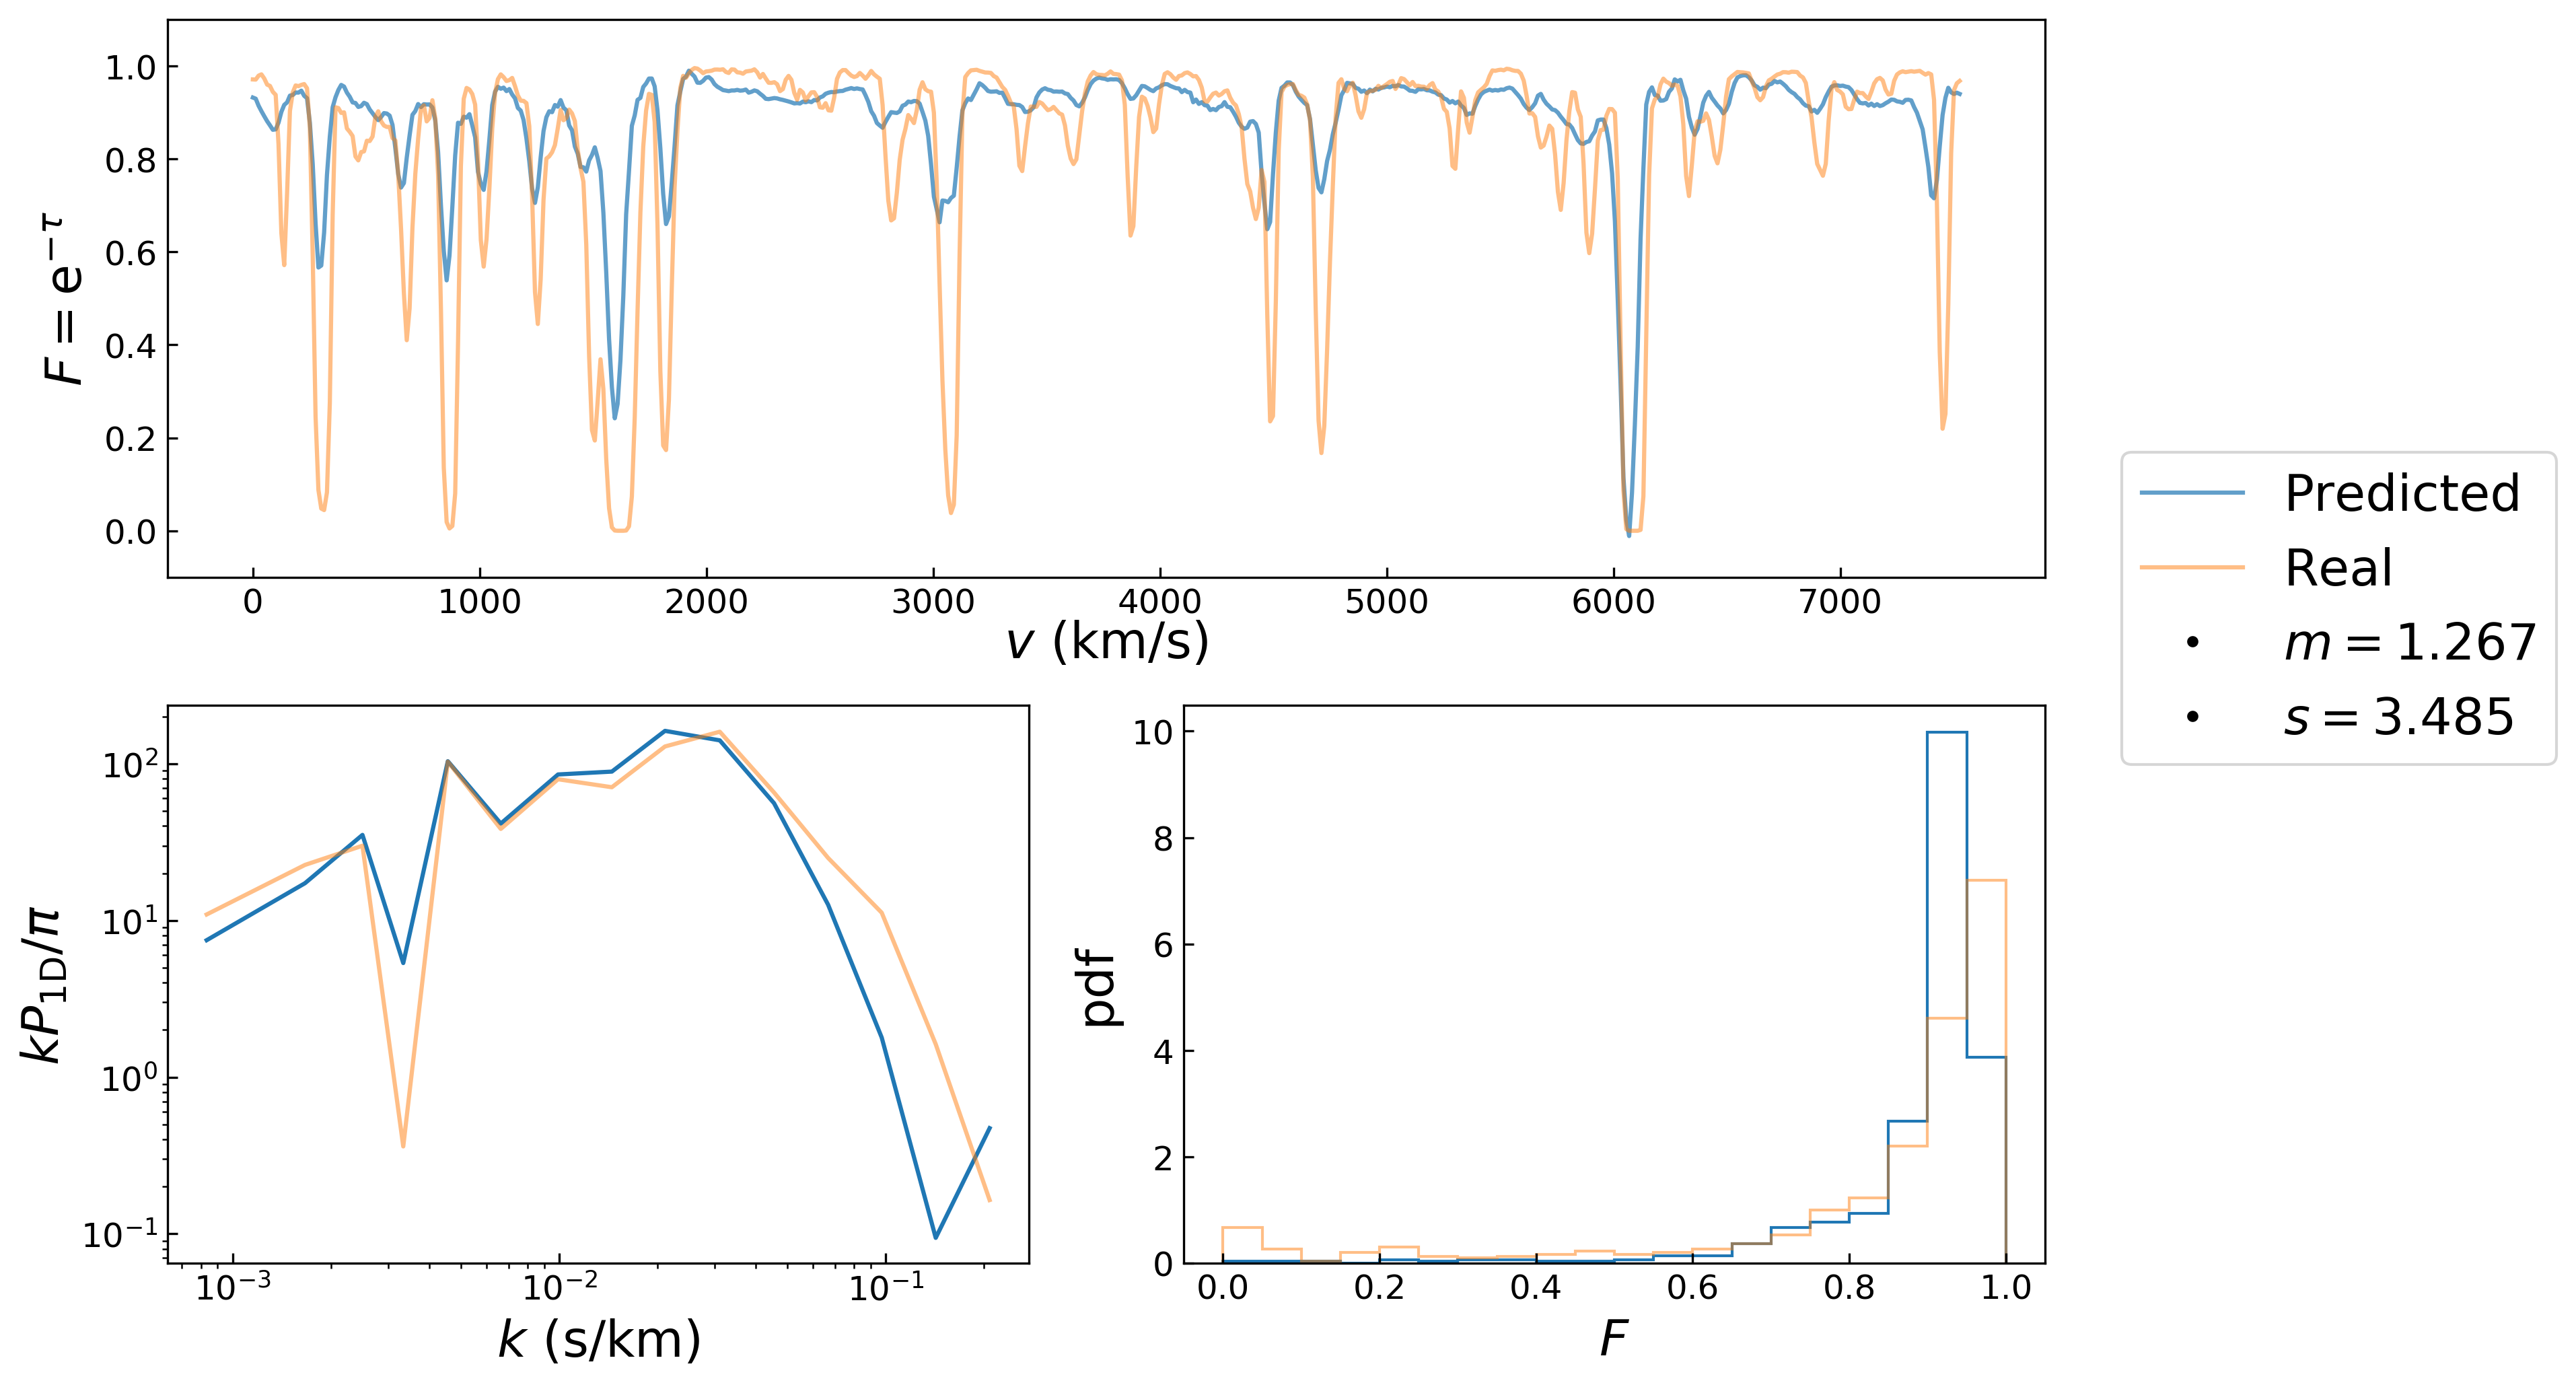 1.0
0.8
0.6
0.4
0.2
0.0
F = e^{-τ}
0 1000 2000 3000 4000 5000 6000 7000
v (km/s)
Predicted
Real
m = 1.267
s = 3.485
10^2
10^1
10^0
10^{-1}
kP_{1D}/π
10^{-3} 10^{-2} 10^{-1}
k (s/km)
10
8
6
4
2
0
pdf
0.0 0.2 0.4 0.6 0.8 1.0
F